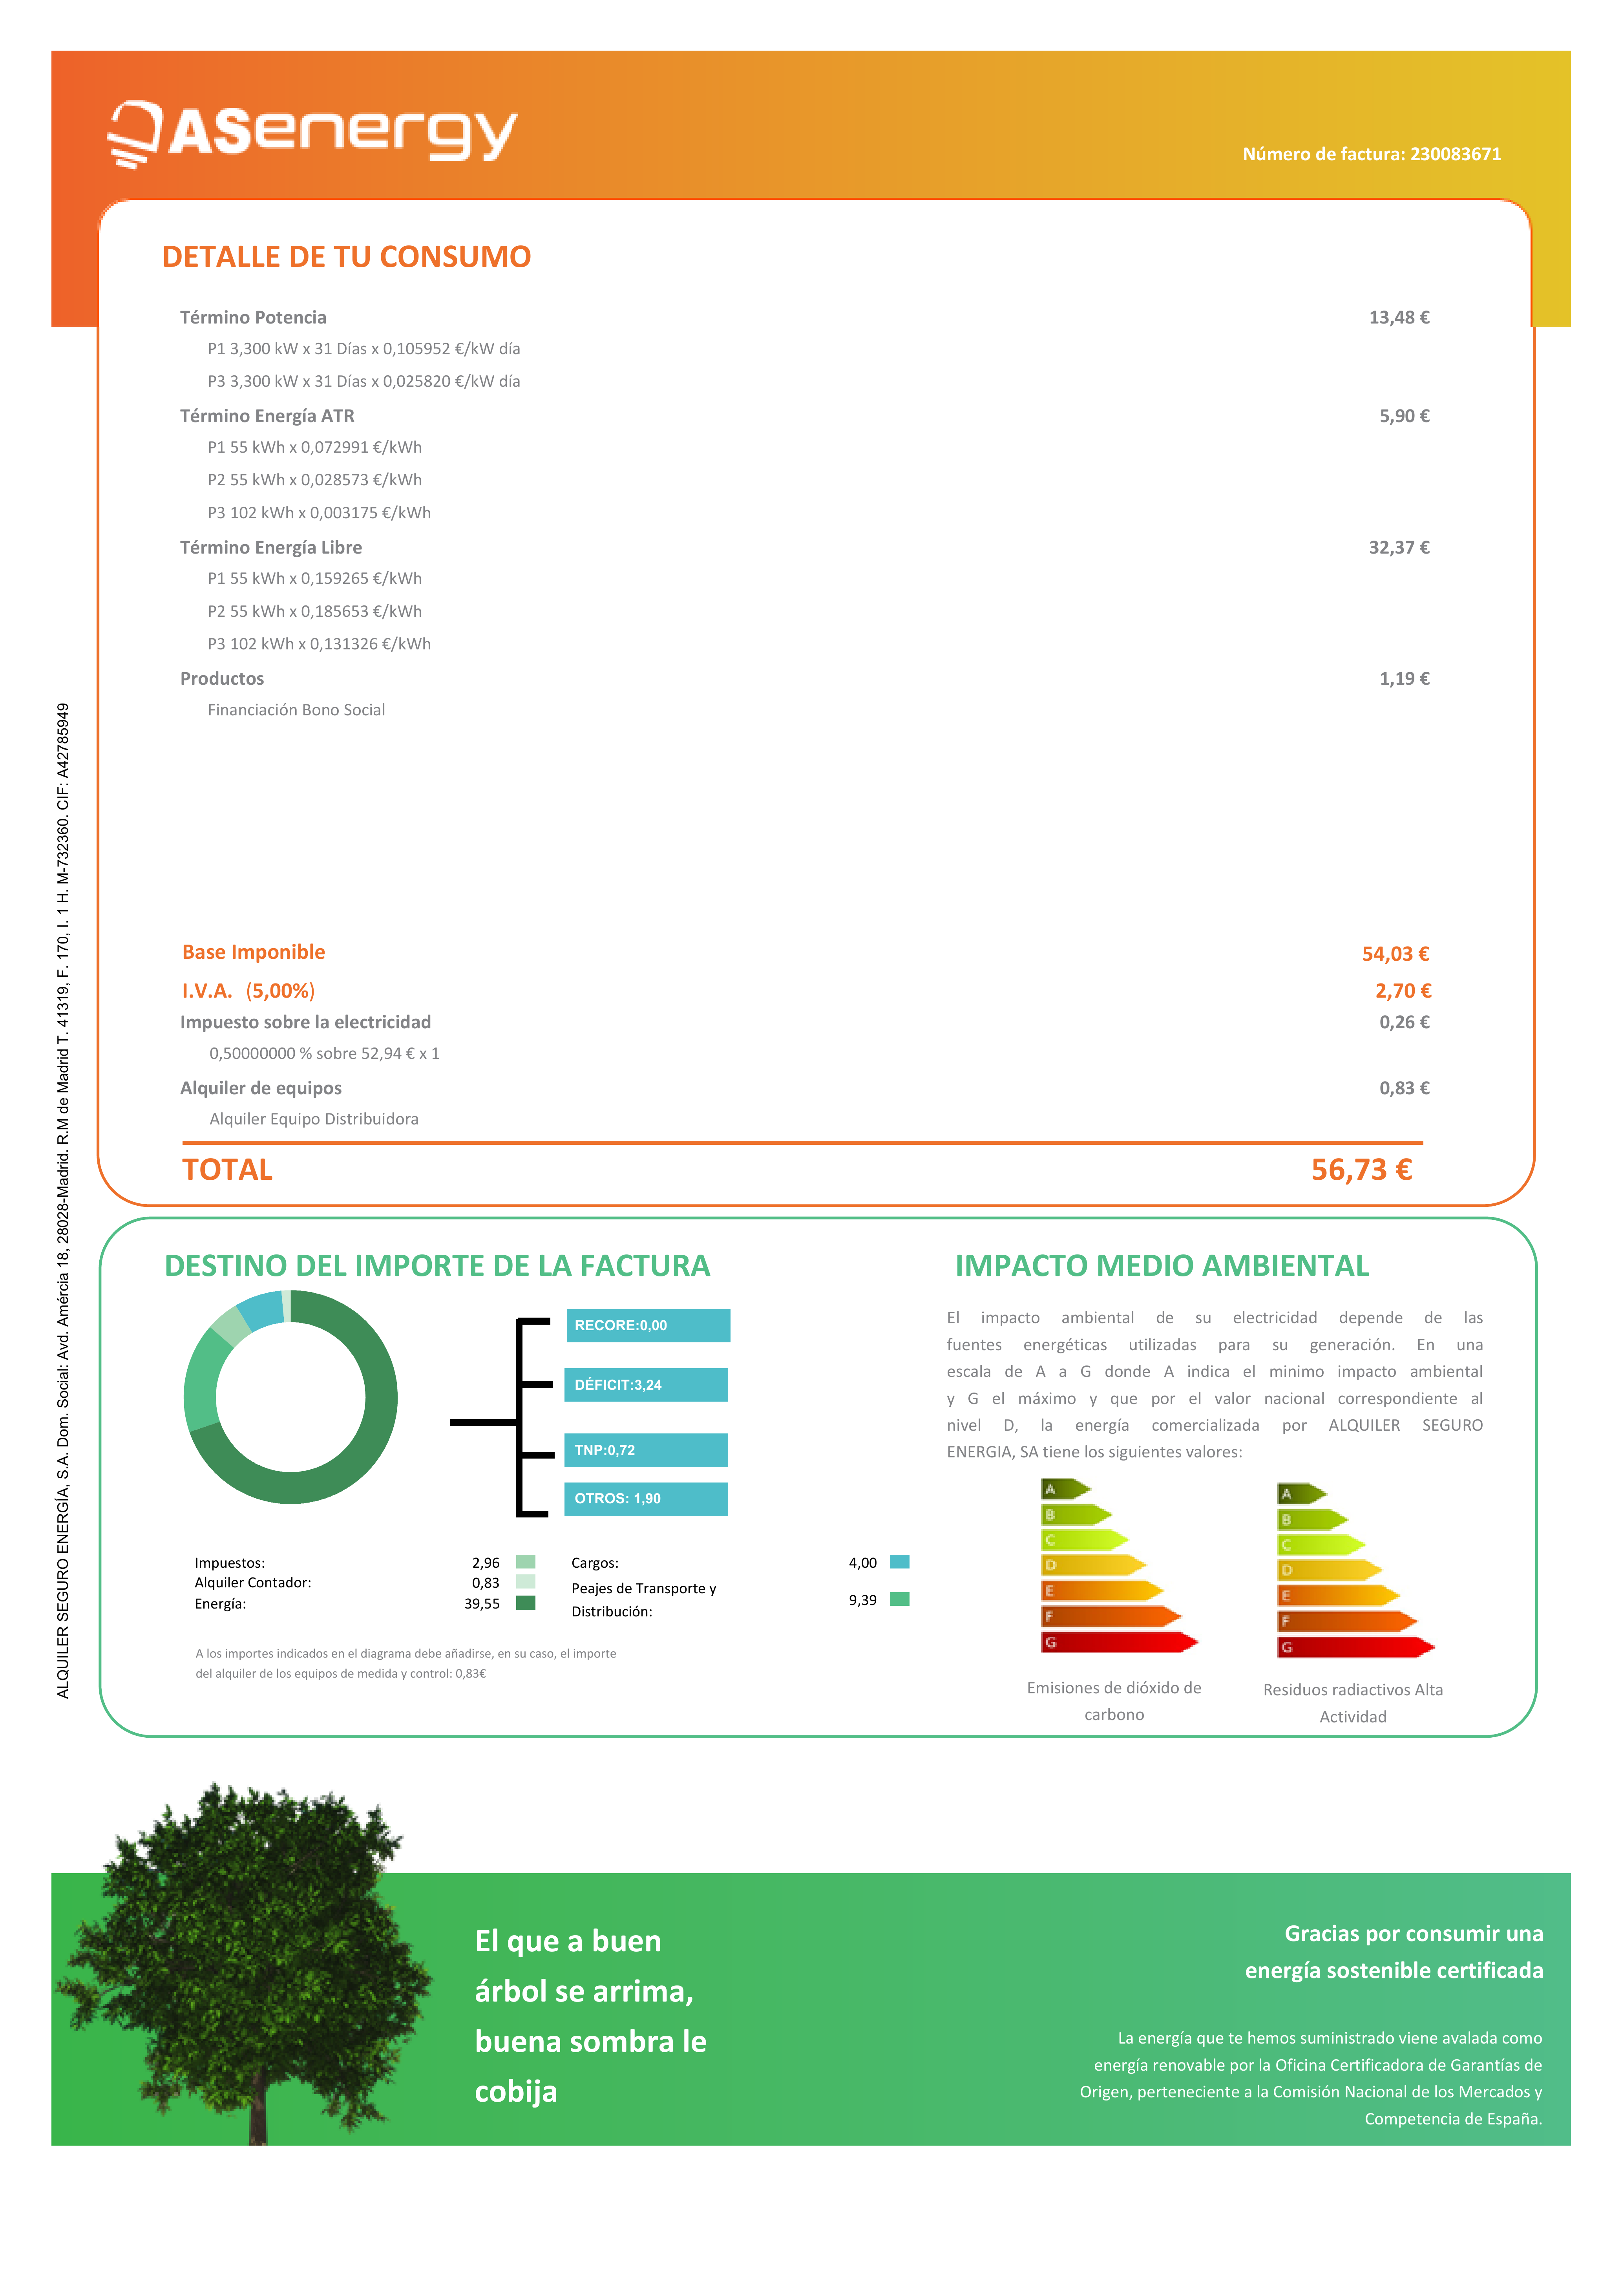 ASenergy
Número de factura: 230083671
DETALLE DE TU CONSUMO
Término Potencia 13,48 €
P1 3,300 kW x 31 Días x 0,105952 €/kW día
P3 3,300 kW x 31 Días x 0,025820 €/kW día
Término Energía ATR 5,90 €
P1 55 kWh x 0,072991 €/kWh
P2 55 kWh x 0,028573 €/kWh
P3 102 kWh x 0,003175 €/kWh
Término Energía Libre 32,37 €
P1 55 kWh x 0,159265 €/kWh
P2 55 kWh x 0,185653 €/kWh
P3 102 kWh x 0,131326 €/kWh
Productos 1,19 €
Financiación Bono Social
Base Imponible 54,03 €
I.V.A. (5,00%) 2,70 €
Impuesto sobre la electricidad 0,26 €
0,50000000 % sobre 52,94 € x 1
Alquiler de equipos 0,83 €
Alquiler Equipo Distribuidora
TOTAL 56,73 €
ALQUILER SEGURO ENERGÍA, S.A. Dom. Social: Avd. Amércia 18, 28028-Madrid. R.M de Madrid T. 41319, F. 170, I. 1 H. M-732360. CIF: A42785949
DESTINO DEL IMPORTE DE LA FACTURA
RECORE:0,00
DÉFICIT:3,24
TNP:0,72
OTROS: 1,90
Impuestos: 2,96
Alquiler Contador: 0,83
Energía: 39,55
Cargos: 4,00
Peajes de Transporte y
Distribución: 9,39
A los importes indicados en el diagrama debe añadirse, en su caso, el importe
del alquiler de los equipos de medida y control: 0,83€
IMPACTO MEDIO AMBIENTAL
El impacto ambiental de su electricidad depende de las
fuentes energéticas utilizadas para su generación. En una
escala de A a G donde A indica el minimo impacto ambiental
y G el máximo y que por el valor nacional correspondiente al
nivel D, la energía comercializada por ALQUILER SEGURO
ENERGIA, SA tiene los siguientes valores:
A
B
C
D
E
F
G
Emisiones de dióxido de
carbono
A
B
C
D
E
F
G
Residuos radiactivos Alta
Actividad
El que a buen
árbol se arrima,
buena sombra le
cobija
Gracias por consumir una
energía sostenible certificada
La energía que te hemos suministrado viene avalada como
energía renovable por la Oficina Certificadora de Garantías de
Origen, perteneciente a la Comisión Nacional de los Mercados y
Competencia de España.